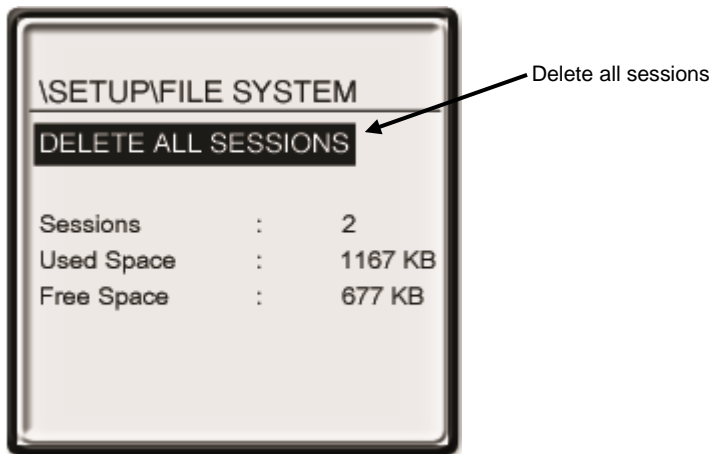 \SETUP\FILE SYSTEM
Delete all sessions
DELETE ALL SESSIONS
Sessions : 2
Used Space : 1167 KB
Free Space : 677 KB